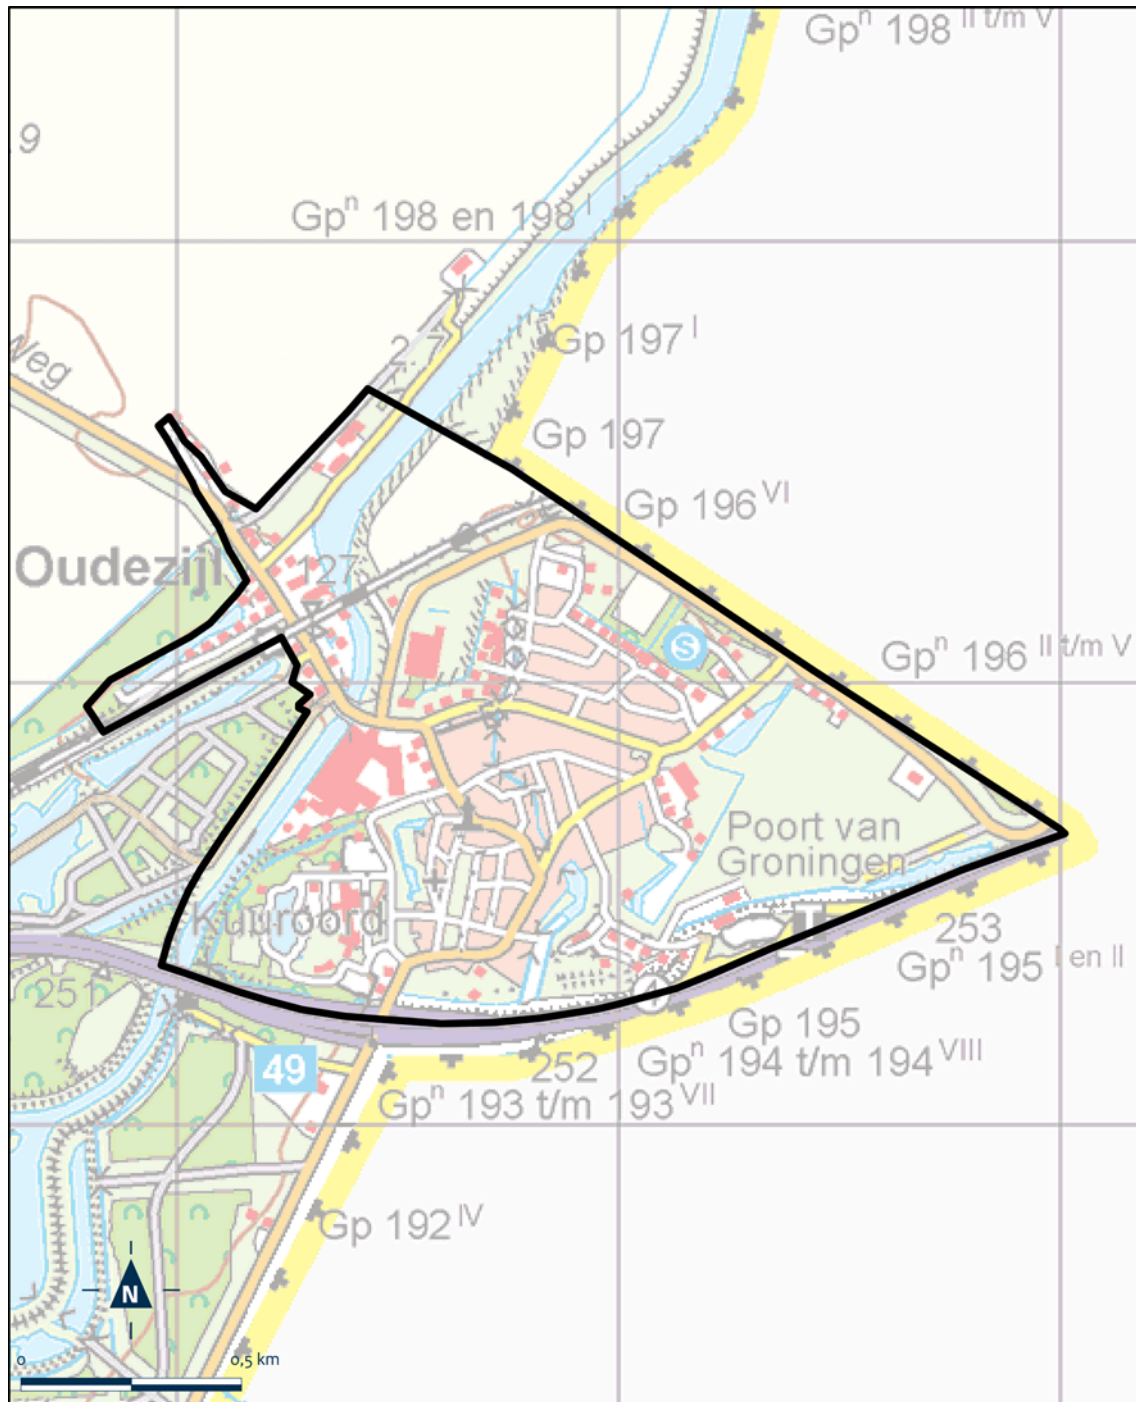 Gpⁿ 198 II t/m V
9
Gpⁿ 198 en 198 I
2.7
Gp 197 I
Weg
Gp 197
Gp 196 VI
Oudezijl
127
S
Gpⁿ 196 II t/m V
Poort van
Groningen
Kuuroord
253
Gpⁿ 195 I en II
251
Gp 195
252
Gpⁿ 194 t/m 194 VIII
49
Gpⁿ 193 t/m 193 VII
Gp 192 IV
N
0
0,5 km